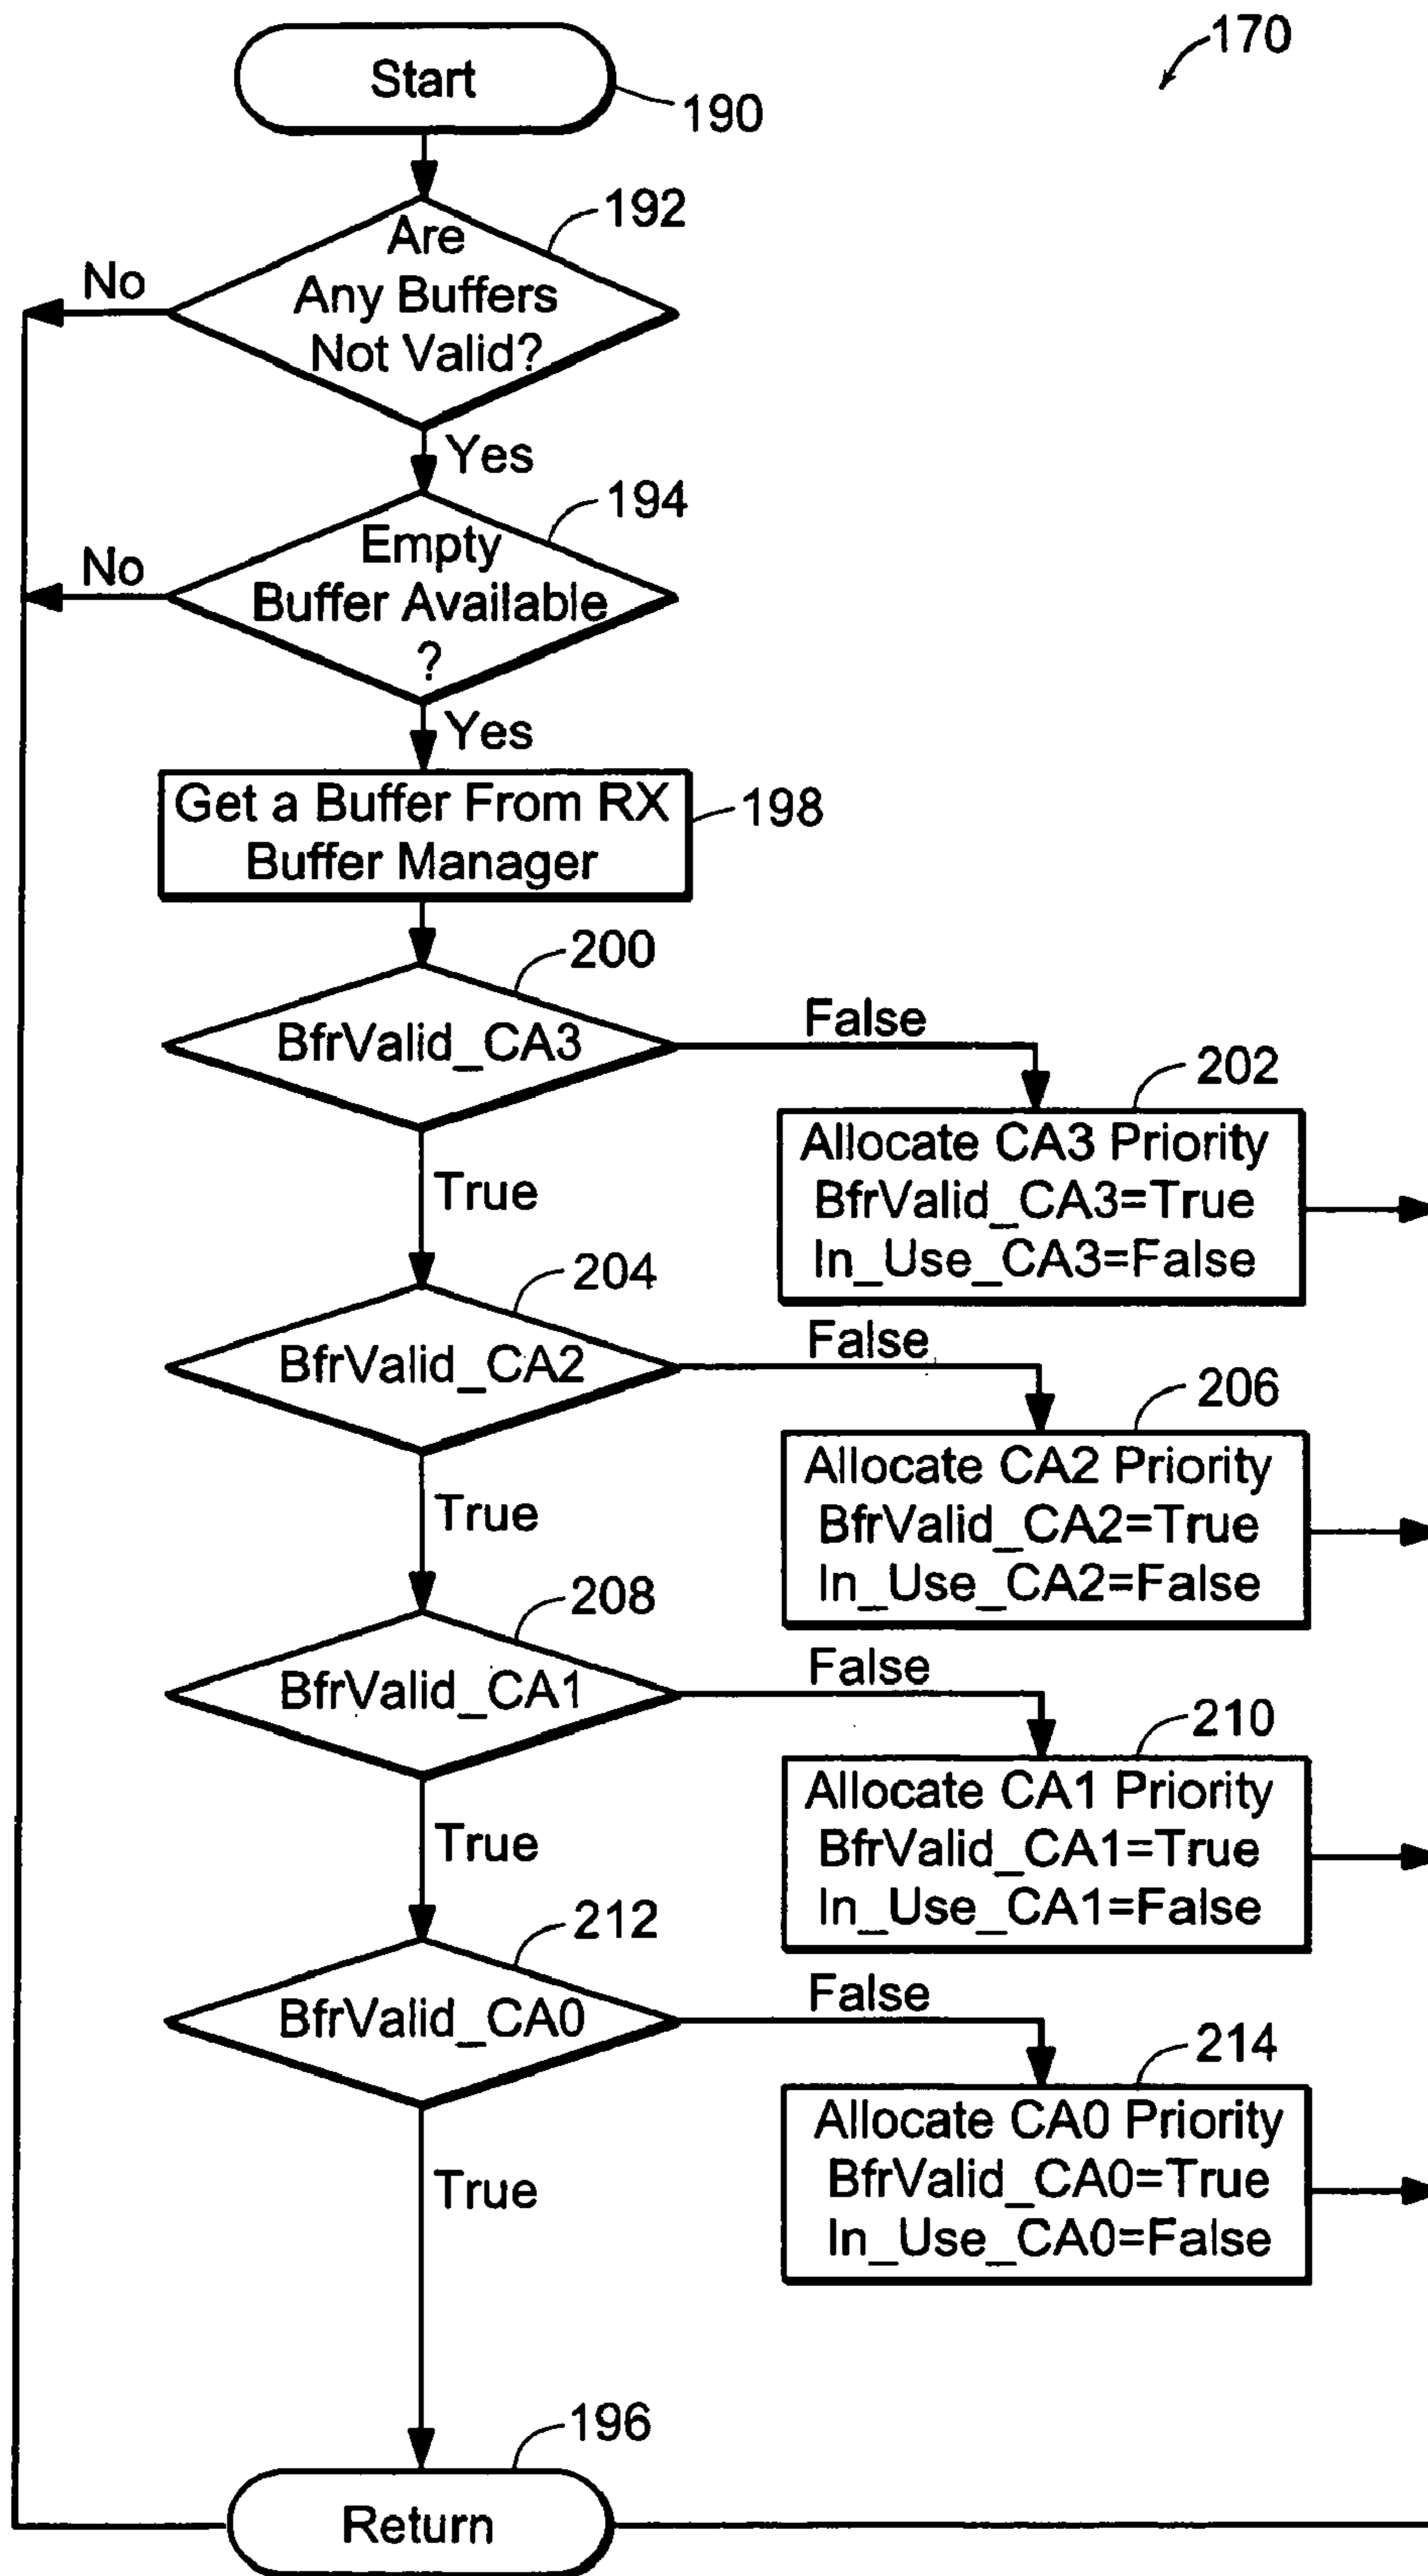 170
Start
190
192
Are
Any Buffers
Not Valid?
No
Yes
194
Empty
Buffer Available
?
No
Yes
Get a Buffer From RX
Buffer Manager
198
200
BfrValid_CA3
False
True
202
Allocate CA3 Priority
BfrValid_CA3=True
In_Use_CA3=False
204
BfrValid_CA2
False
True
206
Allocate CA2 Priority
BfrValid_CA2=True
In_Use_CA2=False
208
BfrValid_CA1
False
True
210
Allocate CA1 Priority
BfrValid_CA1=True
In_Use_CA1=False
212
BfrValid_CA0
False
True
214
Allocate CA0 Priority
BfrValid_CA0=True
In_Use_CA0=False
196
Return